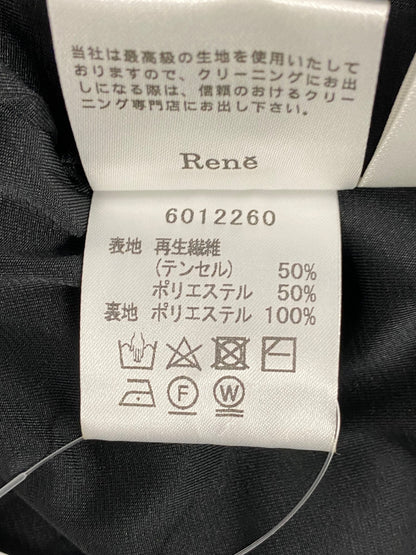 当社は最高級の生地を使用いたして
おりますので、クリーニングにお出
しになる際は、信頼のおけるクリー
ニング専門店にお出し下さい。
René
6012260
表地 再生繊維
(テンセル) 50%
ポリエステル 50%
裏地 ポリエステル 100%
F W